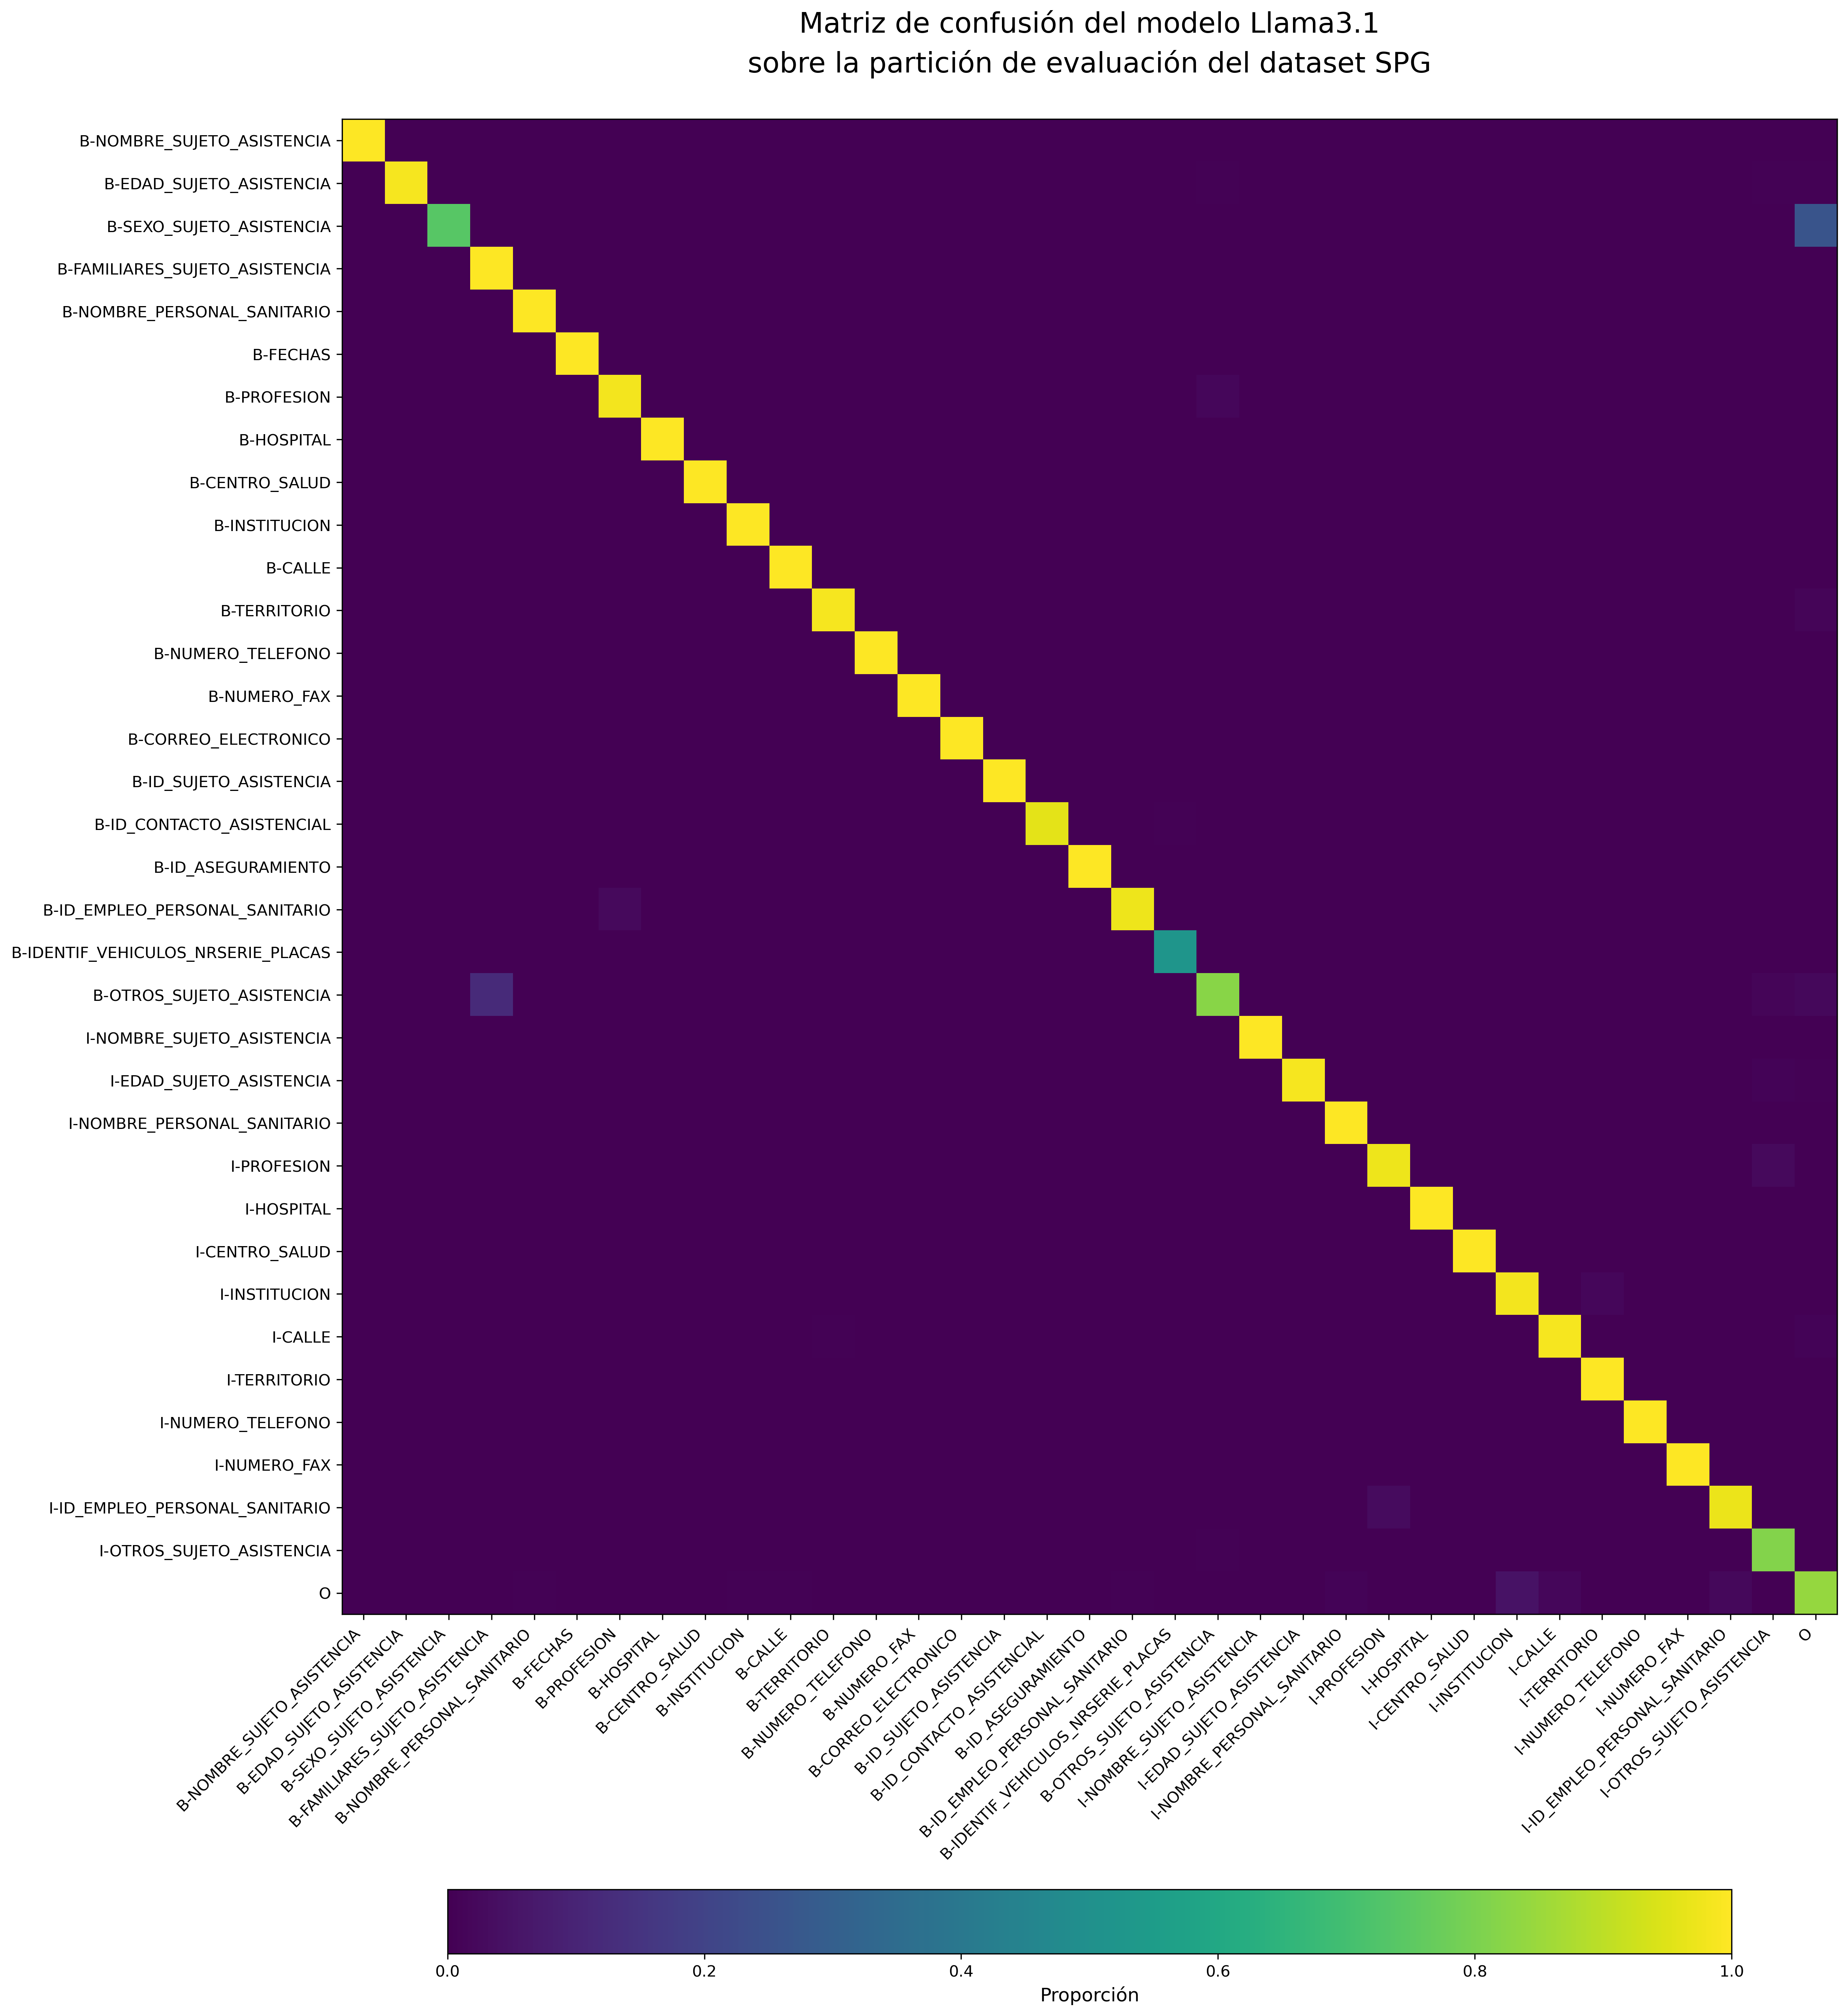 Matriz de confusión del modelo Llama3.1
sobre la partición de evaluación del dataset SPG
B-NOMBRE_SUJETO_ASISTENCIA
B-EDAD_SUJETO_ASISTENCIA
B-SEXO_SUJETO_ASISTENCIA
B-FAMILIARES_SUJETO_ASISTENCIA
B-NOMBRE_PERSONAL_SANITARIO
B-FECHAS
B-PROFESION
B-HOSPITAL
B-CENTRO_SALUD
B-INSTITUCION
B-CALLE
B-TERRITORIO
B-NUMERO_TELEFONO
B-NUMERO_FAX
B-CORREO_ELECTRONICO
B-ID_SUJETO_ASISTENCIA
B-ID_CONTACTO_ASISTENCIAL
B-ID_ASEGURAMIENTO
B-ID_EMPLEO_PERSONAL_SANITARIO
B-IDENTIF_VEHICULOS_NRSERIE_PLACAS
B-OTROS_SUJETO_ASISTENCIA
I-NOMBRE_SUJETO_ASISTENCIA
I-EDAD_SUJETO_ASISTENCIA
I-NOMBRE_PERSONAL_SANITARIO
I-PROFESION
I-HOSPITAL
I-CENTRO_SALUD
I-INSTITUCION
I-CALLE
I-TERRITORIO
I-NUMERO_TELEFONO
I-NUMERO_FAX
I-ID_EMPLEO_PERSONAL_SANITARIO
I-OTROS_SUJETO_ASISTENCIA
O
B-NOMBRE_SUJETO_ASISTENCIA
B-EDAD_SUJETO_ASISTENCIA
B-SEXO_SUJETO_ASISTENCIA
B-FAMILIARES_SUJETO_ASISTENCIA
B-NOMBRE_PERSONAL_SANITARIO
B-FECHAS
B-PROFESION
B-HOSPITAL
B-CENTRO_SALUD
B-INSTITUCION
B-CALLE
B-TERRITORIO
B-NUMERO_TELEFONO
B-NUMERO_FAX
B-CORREO_ELECTRONICO
B-ID_SUJETO_ASISTENCIA
B-ID_CONTACTO_ASISTENCIAL
B-ID_ASEGURAMIENTO
B-ID_EMPLEO_PERSONAL_SANITARIO
B-IDENTIF_VEHICULOS_NRSERIE_PLACAS
B-OTROS_SUJETO_ASISTENCIA
I-NOMBRE_SUJETO_ASISTENCIA
I-EDAD_SUJETO_ASISTENCIA
I-NOMBRE_PERSONAL_SANITARIO
I-PROFESION
I-HOSPITAL
I-CENTRO_SALUD
I-INSTITUCION
I-CALLE
I-TERRITORIO
I-NUMERO_TELEFONO
I-NUMERO_FAX
I-ID_EMPLEO_PERSONAL_SANITARIO
I-OTROS_SUJETO_ASISTENCIA
O
0.0 0.2 0.4 0.6 0.8 1.0
Proporción